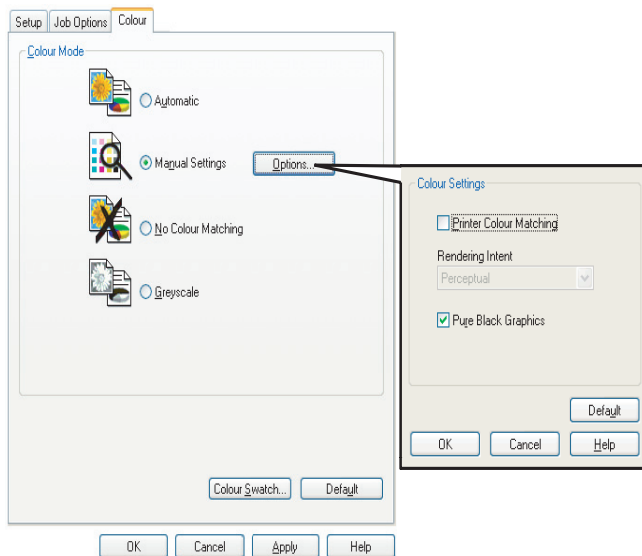 Setup Job Options Colour
Colour Mode
Automatic
Manual Settings Options...
No Colour Matching
Greyscale
Colour Swatch... Default
OK Cancel Apply Help
Colour Settings
Printer Colour Matching
Rendering Intent
Perceptual
Pure Black Graphics
Default
OK Cancel Help